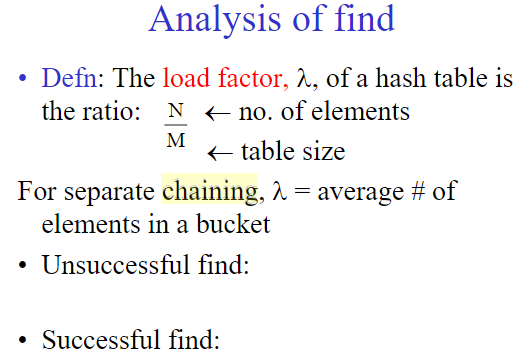 Analysis of find
• Defn: The load factor, λ, of a hash table is
the ratio: N ← no. of elements
M ← table size
For separate chaining, λ = average # of
elements in a bucket
• Unsuccessful find:
• Successful find: